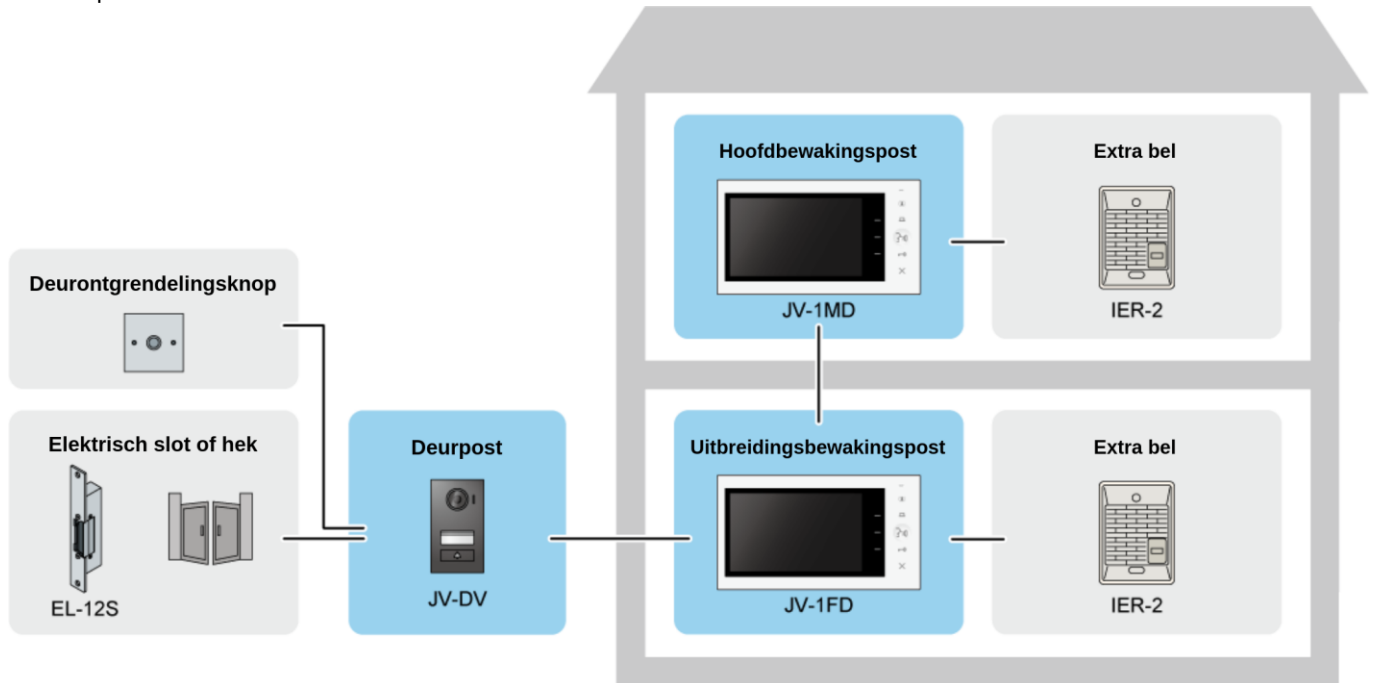 Hoofdbewakingspost
Extra bel
JV-1MD
IER-2
Deurontgrendelingsknop
Elektrisch slot of hek
EL-12S
Deurpost
JV-DV
Uitbreidingsbewakingspost
JV-1FD
Extra bel
IER-2